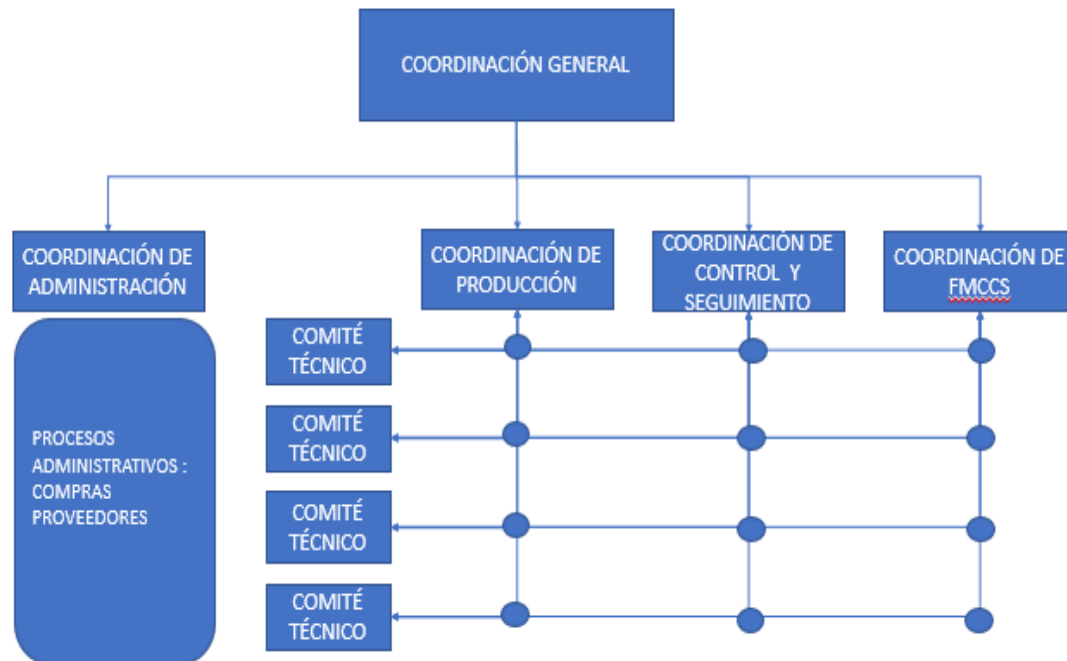 COORDINACIÓN GENERAL
COORDINACIÓN DE
ADMINISTRACIÓN
COORDINACIÓN DE
PRODUCCIÓN
COORDINACIÓN DE
CONTROL Y
SEGUIMIENTO
COORDINACIÓN DE
FMCCS
PROCESOS
ADMINISTRATIVOS :
COMPRAS
PROVEEDORES
COMITÉ
TÉCNICO
COMITÉ
TÉCNICO
COMITÉ
TÉCNICO
COMITÉ
TÉCNICO